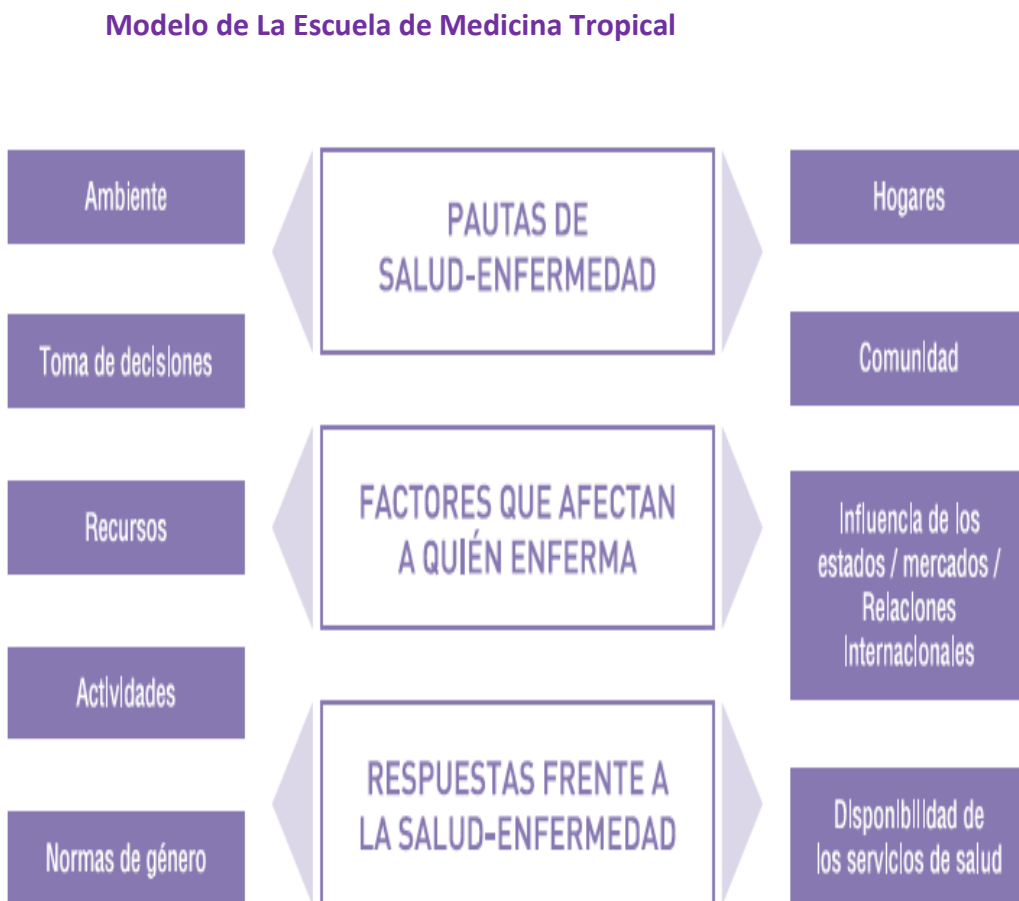 Modelo de La Escuela de Medicina Tropical
Ambiente
Toma de decisiones
Recursos
Actividades
Normas de género
PAUTAS DE
SALUD-ENFERMEDAD
FACTORES QUE AFECTAN
A QUIÉN ENFERMA
RESPUESTAS FRENTE A
LA SALUD-ENFERMEDAD
Hogares
Comunidad
Influencia de los
estados / mercados /
Relaciones
Internacionales
Disponibilidad de
los servicios de salud